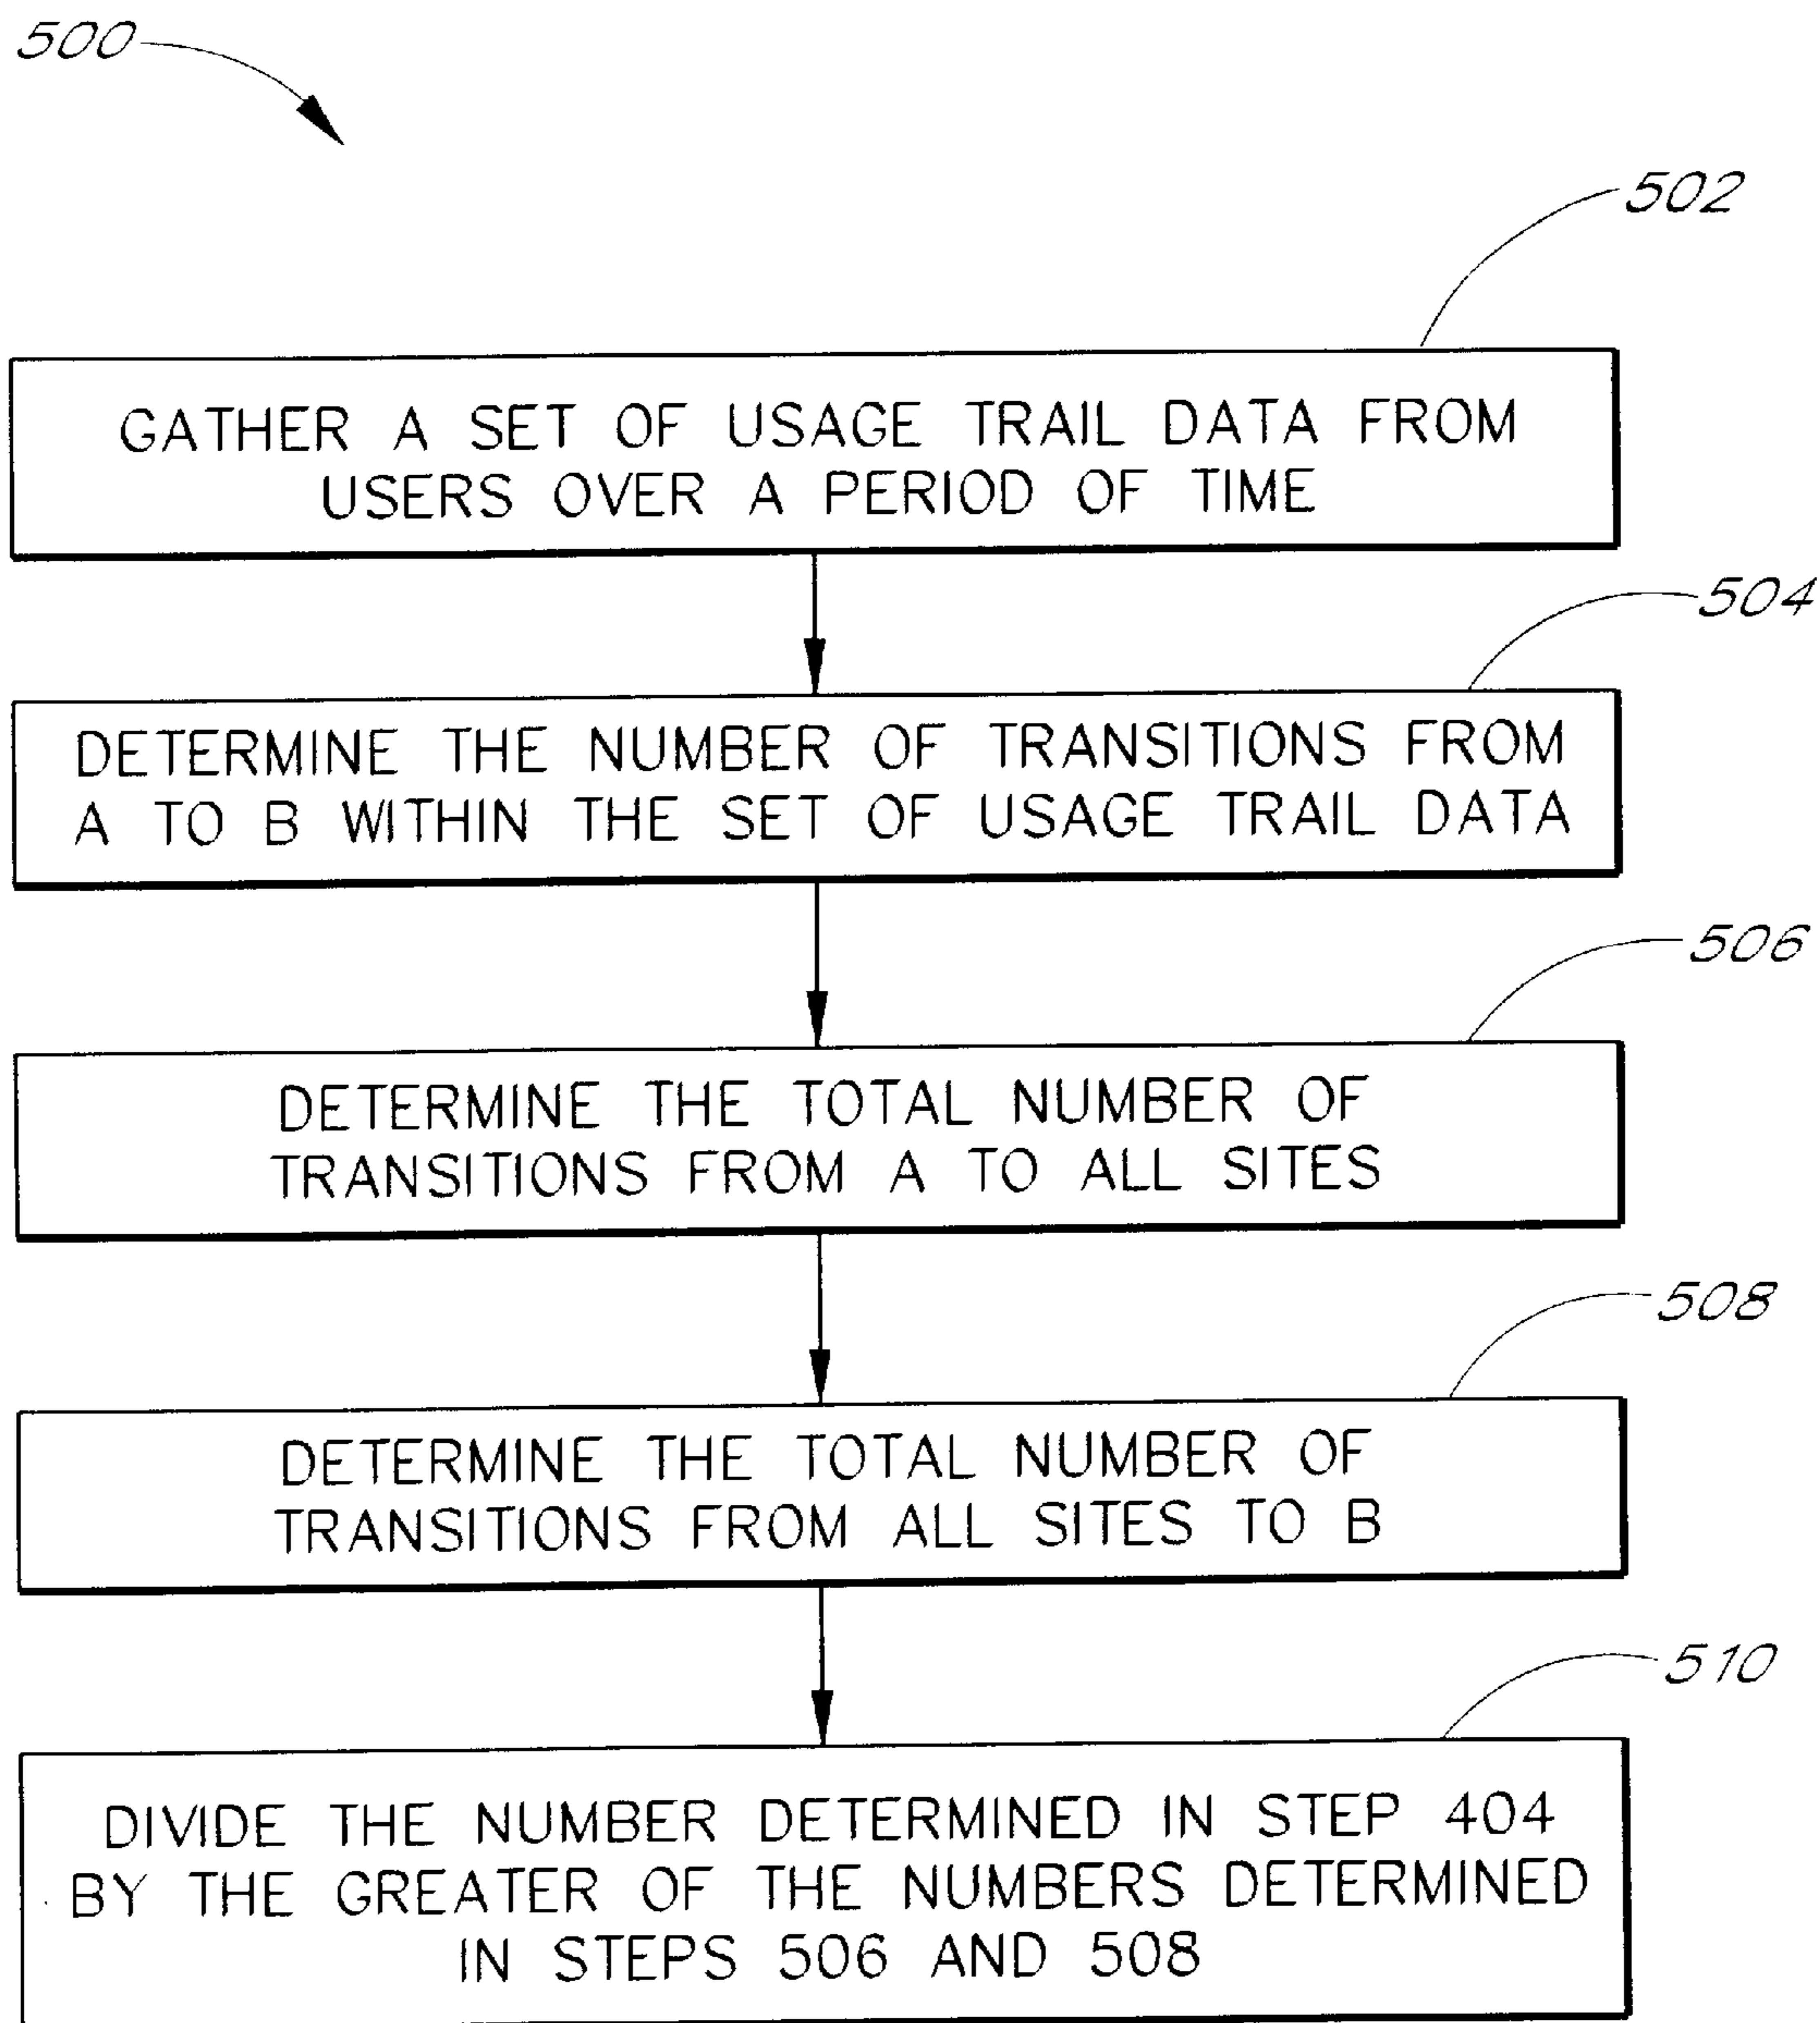 500
502
GATHER A SET OF USAGE TRAIL DATA FROM
USERS OVER A PERIOD OF TIME
504
DETERMINE THE NUMBER OF TRANSITIONS FROM
A TO B WITHIN THE SET OF USAGE TRAIL DATA
506
DETERMINE THE TOTAL NUMBER OF
TRANSITIONS FROM A TO ALL SITES
508
DETERMINE THE TOTAL NUMBER OF
TRANSITIONS FROM ALL SITES TO B
510
DIVIDE THE NUMBER DETERMINED IN STEP 404
BY THE GREATER OF THE NUMBERS DETERMINED
IN STEPS 506 AND 508